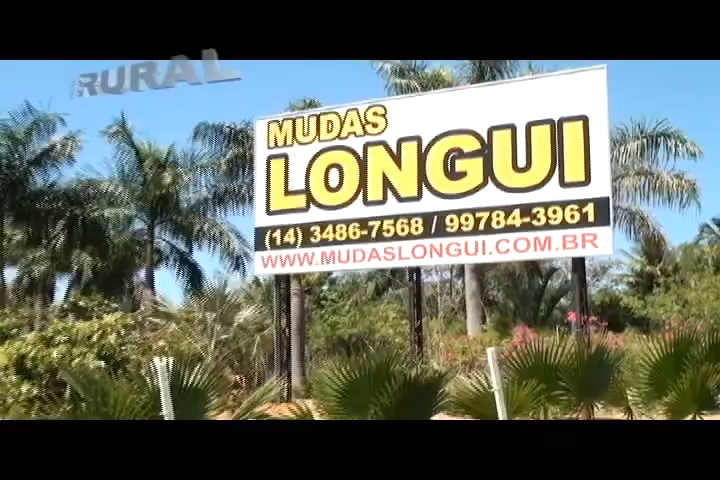 RURAL
MUDAS
LONGUI
(14) 3486-7568 / 99784-3961
WWW.MUDASLONGUI.COM.BR